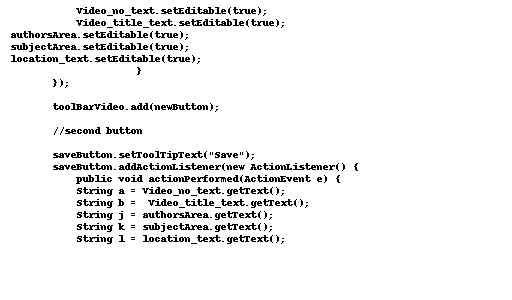 Video_no_text.setEditable(true);
Video_title_text.setEditable(true);
authorsArea.setEditable(true);
subjectArea.setEditable(true);
location_text.setEditable(true);
}
});
toolBarVideo.add(newButton);
//second button
saveButton.setToolTipText("Save");
saveButton.addActionListener(new ActionListener() {
public void actionPerformed(ActionEvent e) {
String a = Video_no_text.getText();
String b =  Video_title_text.getText();
String j = authorsArea.getText();
String k = subjectArea.getText();
String l = location_text.getText();